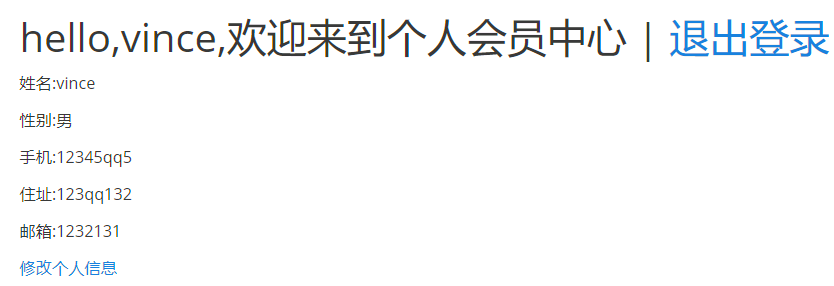 hello,vince,欢迎来到个人会员中心 | 退出登录
姓名:vince
性别:男
手机:12345qq5
住址:123qq132
邮箱:1232131
修改个人信息